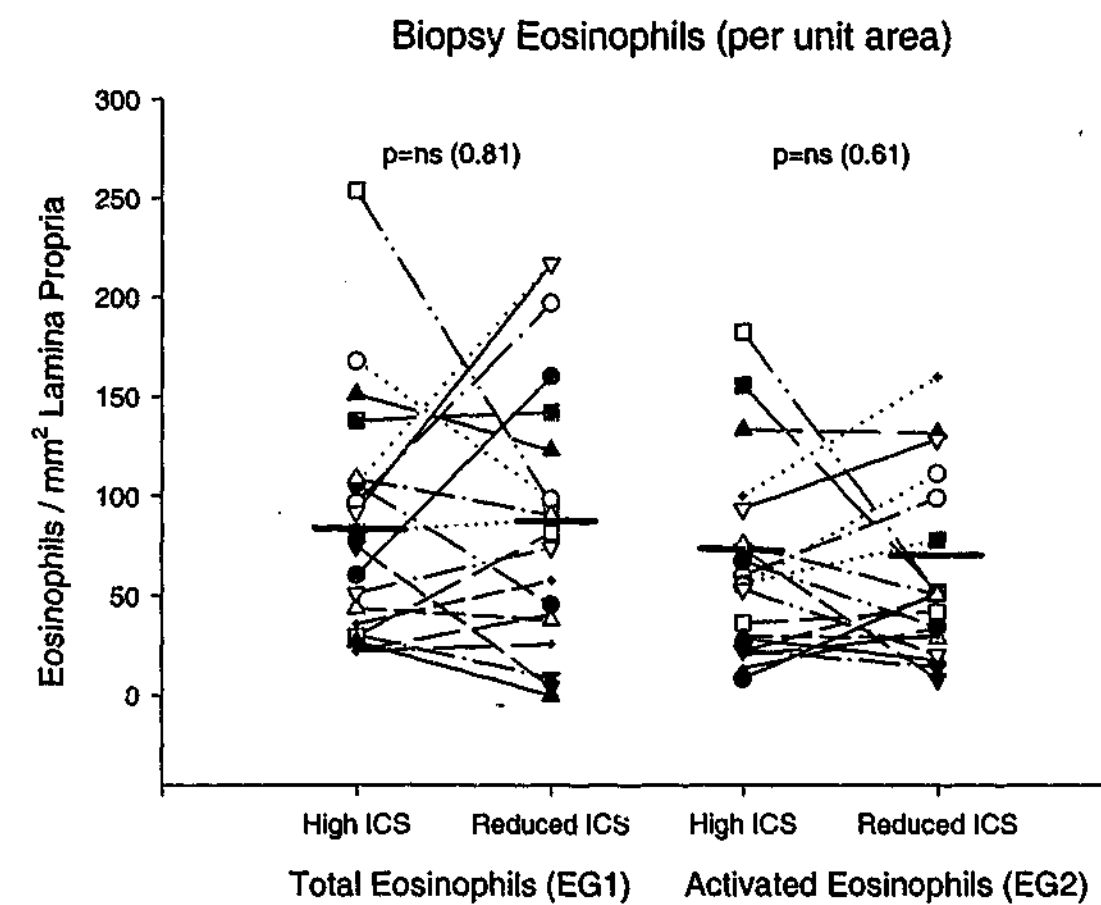 Biopsy Eosinophils (per unit area)
Eosinophils / mm² Lamina Propria
300
250
200
150
100
50
0
p=ns (0.81)
p=ns (0.61)
High ICS
Reduced ICS
High ICS
Reduced ICS
Total Eosinophils (EG1)
Activated Eosinophils (EG2)